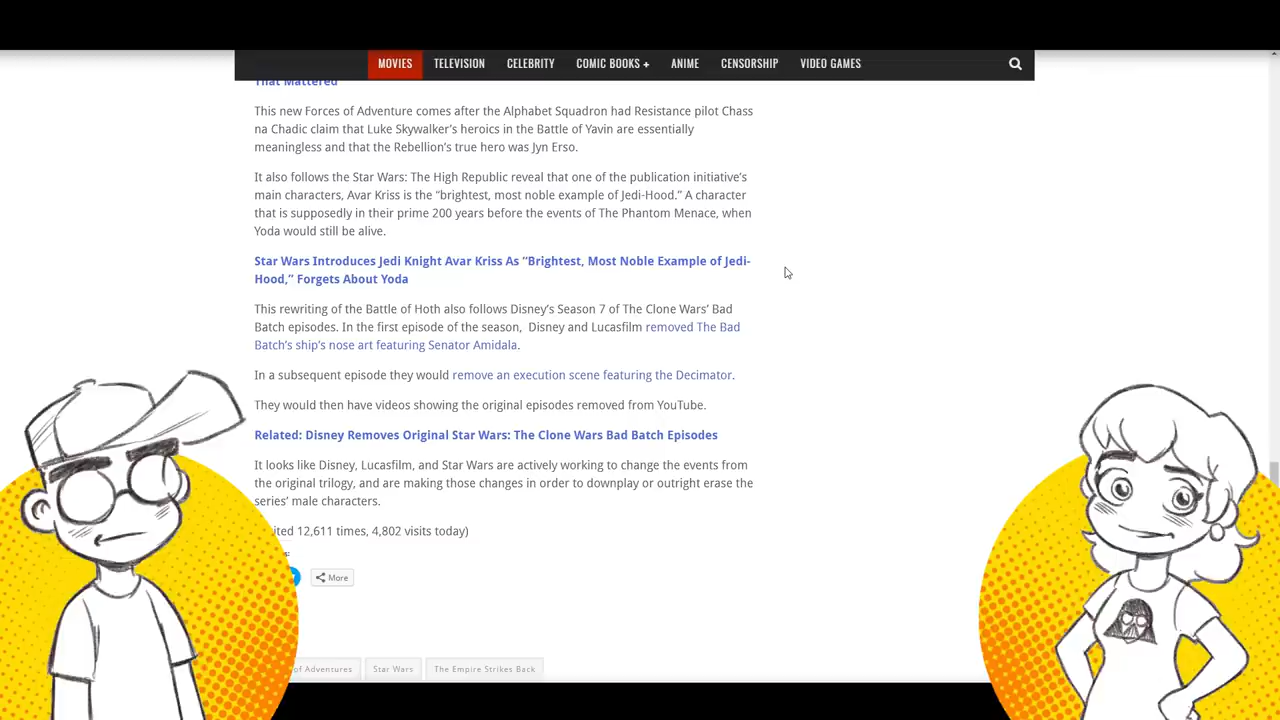 MOVIES TELEVISION CELEBRITY COMIC BOOKS + ANIME CENSORSHIP VIDEO GAMES
That Mattered
This new Forces of Adventure comes after the Alphabet Squadron had Resistance pilot Chass
na Chadic claim that Luke Skywalker's heroics in the Battle of Yavin are essentially
meaningless and that the Rebellion's true hero was Jyn Erso.
It also follows the Star Wars: The High Republic reveal that one of the publication initiative's
main characters, Avar Kriss is the “brightest, most noble example of Jedi-Hood.” A character
that is supposedly in their prime 200 years before the events of The Phantom Menace, when
Yoda would still be alive.
Star Wars Introduces Jedi Knight Avar Kriss As “Brightest, Most Noble Example of Jedi-
Hood,” Forgets About Yoda
This rewriting of the Battle of Hoth also follows Disney's Season 7 of The Clone Wars' Bad
Batch episodes. In the first episode of the season, Disney and Lucasfilm removed The Bad
Batch's ship's nose art featuring Senator Amidala.
In a subsequent episode they would remove an execution scene featuring the Decimator.
They would then have videos showing the original episodes removed from YouTube.
Related: Disney Removes Original Star Wars: The Clone Wars Bad Batch Episodes
It looks like Disney, Lucasfilm, and Star Wars are actively working to change the events from
the original trilogy, and are making those changes in order to downplay or outright erase the
series' male characters.
12,611 times, 4,802 visits today)
More
of Adventures Star Wars The Empire Strikes Back